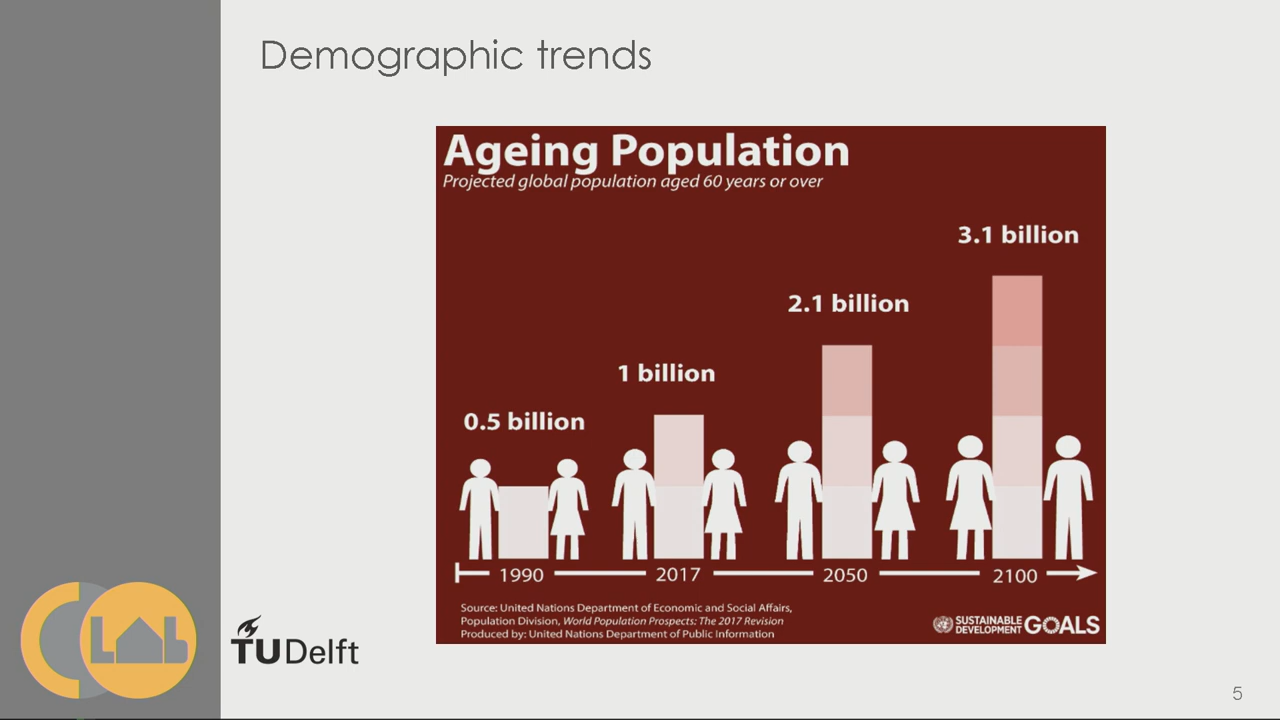 Demographic trends
Ageing Population
Projected global population aged 60 years or over
3.1 billion
2.1 billion
1 billion
0.5 billion
1990
2017
2050
2100
Source: United Nations Department of Economic and Social Affairs,
Population Division, World Population Prospects: The 2017 Revision
Produced by: United Nations Department of Public Information
SUSTAINABLE
DEVELOPMENT GOALS
C LAb
TUDelft
5